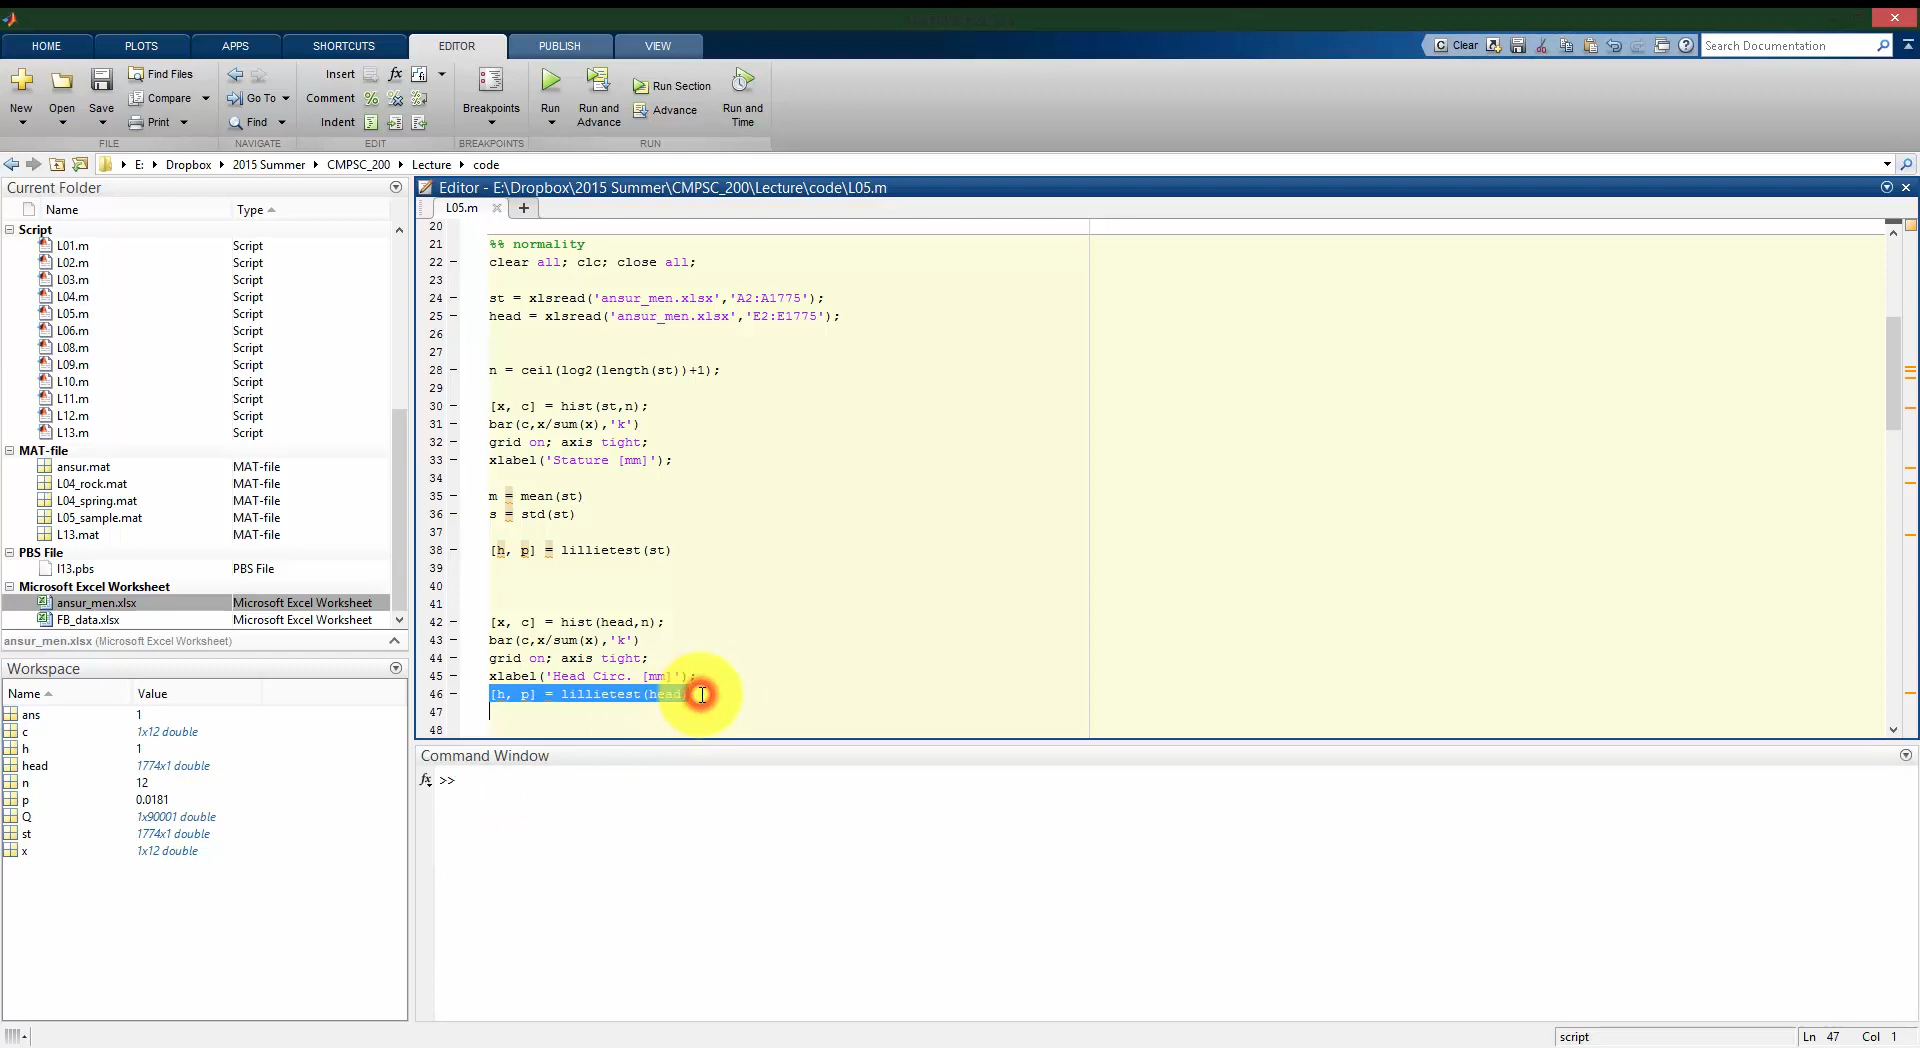 HOME
PLOTS
APPS
SHORTCUTS
EDITOR
PUBLISH
VIEW
Clear
Search Documentation
New
Open
Save
Find Files
Compare
Print
FILE
Go To
Find
NAVIGATE
Insert
fx
Comment
Indent
EDIT
Breakpoints
BREAKPOINTS
Run
Run and
Advance
Run Section
Advance
Run and
Time
RUN
E: Dropbox 2015 Summer CMPSC_200 Lecture code
Current Folder
Name Type
Script
L01.m Script
L02.m Script
L03.m Script
L04.m Script
L05.m Script
L06.m Script
L08.m Script
L09.m Script
L10.m Script
L11.m Script
L12.m Script
L13.m Script
MAT-file
ansur.mat MAT-file
L04_rock.mat MAT-file
L04_spring.mat MAT-file
L05_sample.mat MAT-file
L13.mat MAT-file
PBS File
l13.pbs PBS File
Microsoft Excel Worksheet
ansur_men.xlsx Microsoft Excel Worksheet
FB_data.xlsx Microsoft Excel Worksheet
ansur_men.xlsx (Microsoft Excel Worksheet)
Workspace
Name Value
ans 1
c 1x12 double
h 1
head 1774x1 double
n 12
p 0.0181
Q 1x90001 double
st 1774x1 double
x 1x12 double
Editor - E:\Dropbox\2015 Summer\CMPSC_200\Lecture\code\L05.m
L05.m
20
21 %% normality
22 clear all; clc; close all;
23
24 st = xlsread('ansur_men.xlsx','A2:A1775');
25 head = xlsread('ansur_men.xlsx','E2:E1775');
26
27
28 n = ceil(log2(length(st))+1);
29
30 [x, c] = hist(st,n);
31 bar(c,x/sum(x),'k')
32 grid on; axis tight;
33 xlabel('Stature [mm]');
34
35 m = mean(st)
36 s = std(st)
37
38 [h, p] = lillietest(st)
39
40
41
42 [x, c] = hist(head,n);
43 bar(c,x/sum(x),'k')
44 grid on; axis tight;
45 xlabel('Head Circ. [mm]');
46 [h, p] = lillietest(head
47
48
Command Window
fx >>
script
Ln 47 Col 1